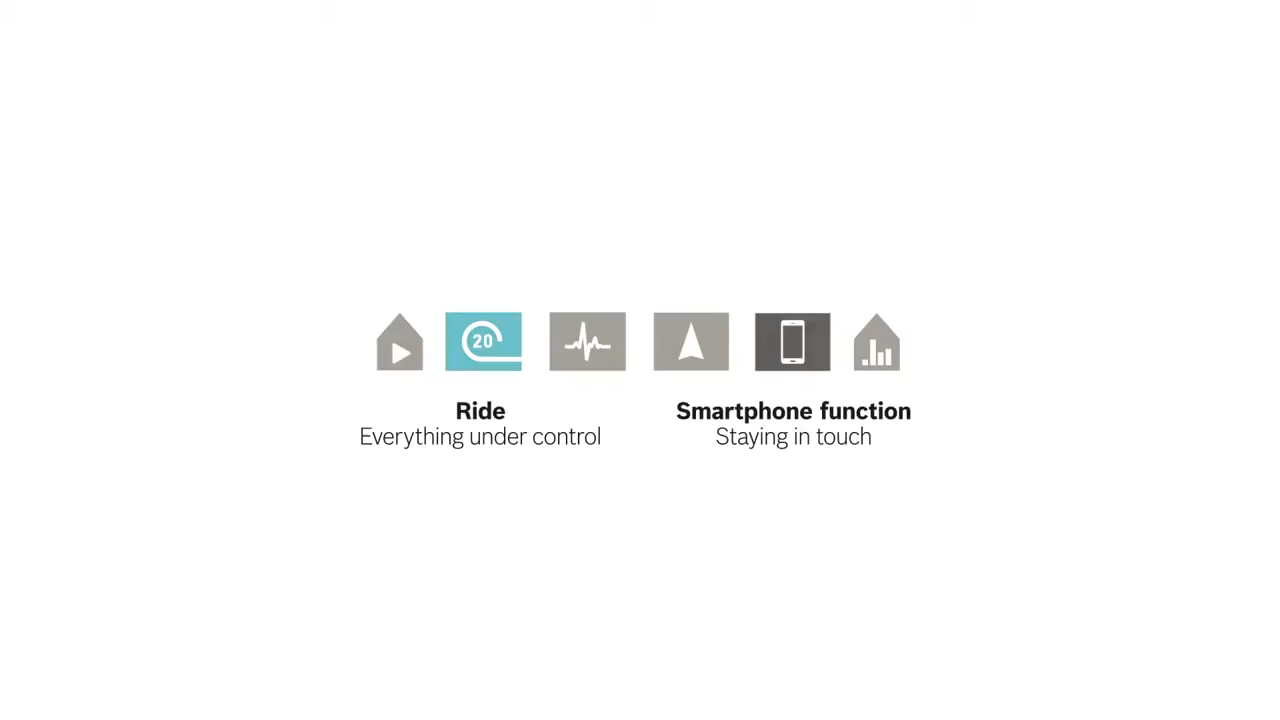 20
Ride
Everything under control
Smartphone function
Staying in touch